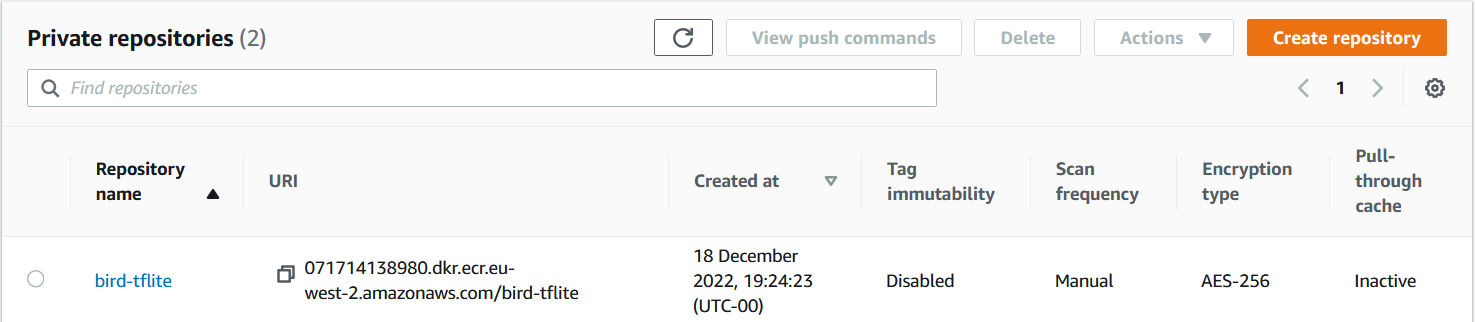 Private repositories (2)
View push commands
Delete
Actions
Create repository
Find repositories
1
Repository
name
URI
Created at
Tag
immutability
Scan
frequency
Encryption
type
Pull-
through
cache
bird-tflite
071714138980.dkr.ecr.eu-
west-2.amazonaws.com/bird-tflite
18 December
2022, 19:24:23
(UTC-00)
Disabled
Manual
AES-256
Inactive